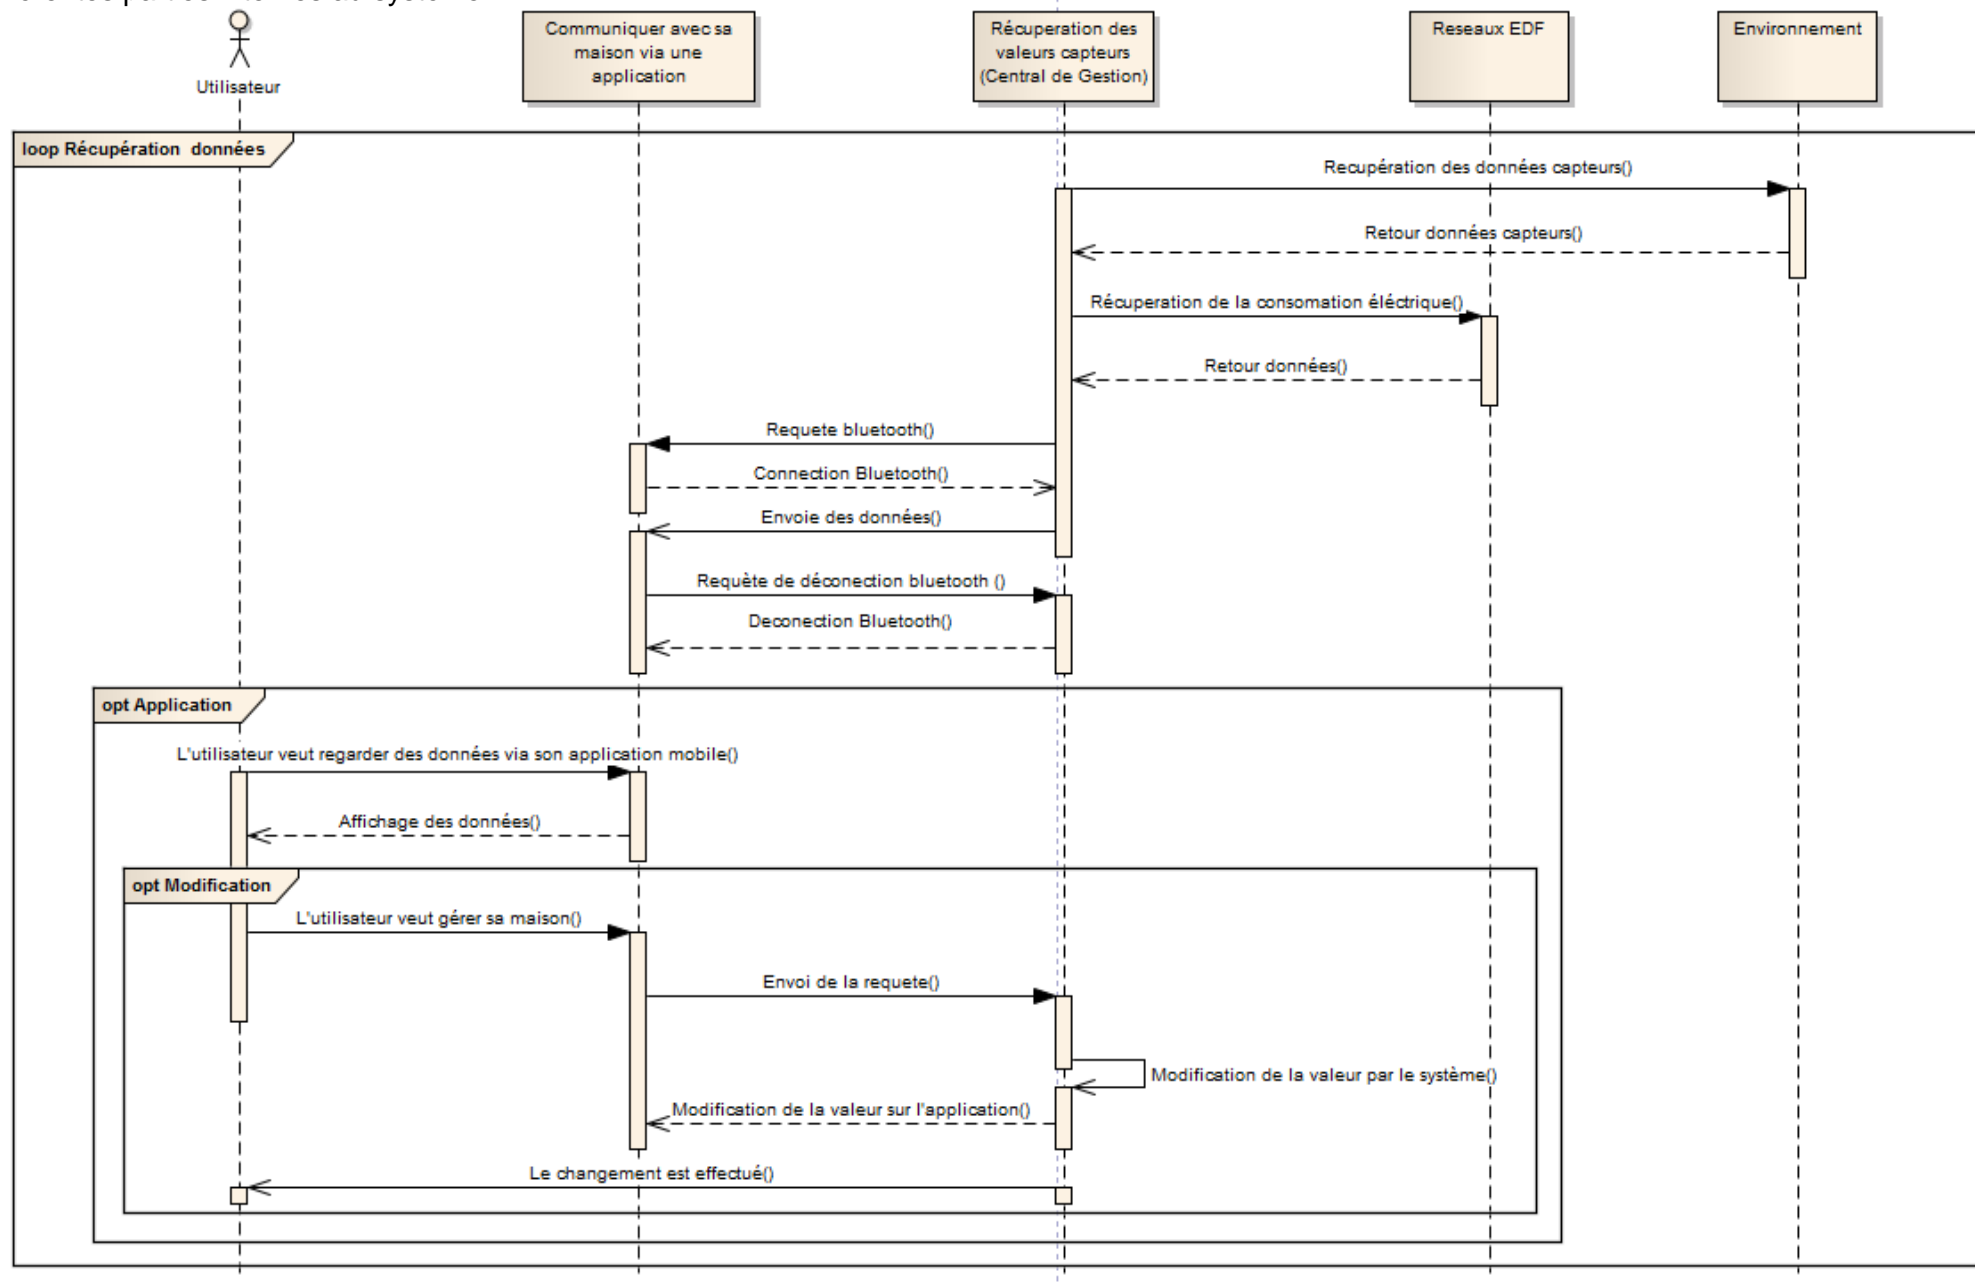 Utilisateur
Communiquer avec sa
maison via une
application
Récuperation des
valeurs capteurs
(Central de Gestion)
Reseaux EDF
Environnement
loop Récupération  données
Recupération des données capteurs()
Retour données capteurs()
Récuperation de la consomation éléctrique()
Retour données()
Requete bluetooth()
Connection Bluetooth()
Envoie des données()
Requète de déconection bluetooth ()
Deconection Bluetooth()
opt Application
L'utilisateur veut regarder des données via son application mobile()
Affichage des données()
opt Modification
L'utilisateur veut gérer sa maison()
Envoi de la requete()
Modification de la valeur par le système()
Modification de la valeur sur l'application()
Le changement est effectué()